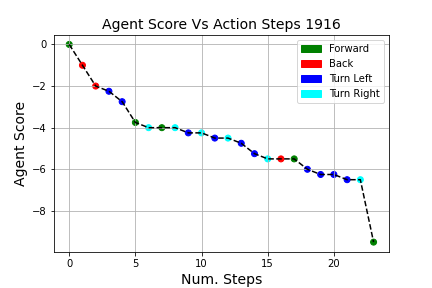 Agent Score Vs Action Steps 1916
Forward
Back
Turn Left
Turn Right
0
−2
−4
−6
−8
Agent Score
0 5 10 15 20
Num. Steps